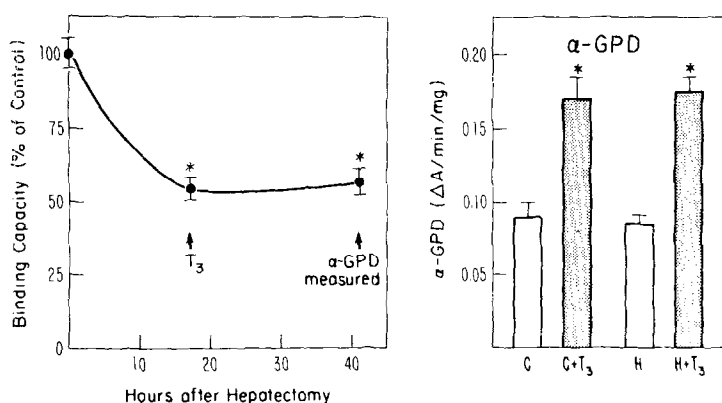 Binding Capacity (% of Control)
100
75
50
25
0
*
*
T3
α-GPD
measured
10
20
30
40
Hours after Hepatectomy
α-GPD
α-GPD (ΔA/min/mg)
0.20
0.15
0.10
0.05
*
*
C
C+T3
H
H+T3